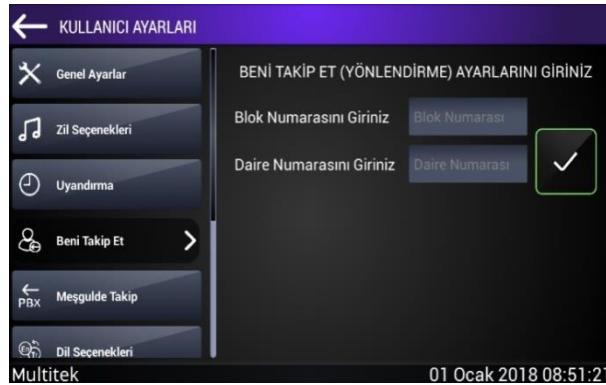 KULLANICI AYARLARI
Genel Ayarlar
Zil Seçenekleri
Uyandırma
Beni Takip Et
PBX Meşgulde Takip
Dil Seçenekleri
BENİ TAKİP ET (YÖNLENDİRME) AYARLARINI GİRİNİZ
Blok Numarasını Giriniz Blok Numarası
Daire Numarasını Giriniz Daire Numarası
Multitek 01 Ocak 2018 08:51:21